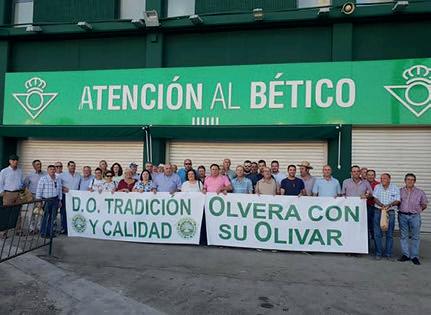 ATENCIÓN AL BÉTICO
D.O. TRADICIÓN
Y CALIDAD
OLVERA CON
SU OLIVAR